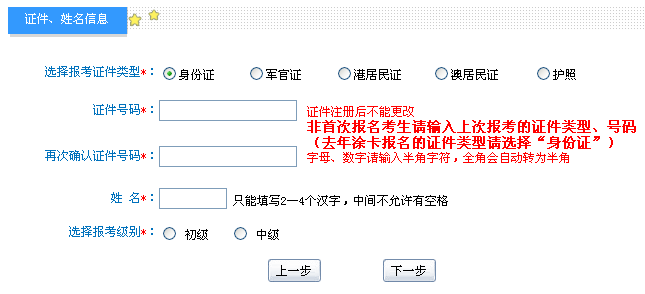 证件、姓名信息
选择报考证件类型*： 身份证 军官证 港居民证 澳居民证 护照
证件号码*： 证件注册后不能更改
非首次报名考生请输入上次报考的证件类型、号码
（去年涂卡报名的证件类型请选择“身份证”）
再次确认证件号码*： 字母、数字请输入半角字符，全角会自动转为半角
姓 名*： 只能填写2—4个汉字，中间不允许有空格
选择报考级别*： 初级 中级
上一步 下一步